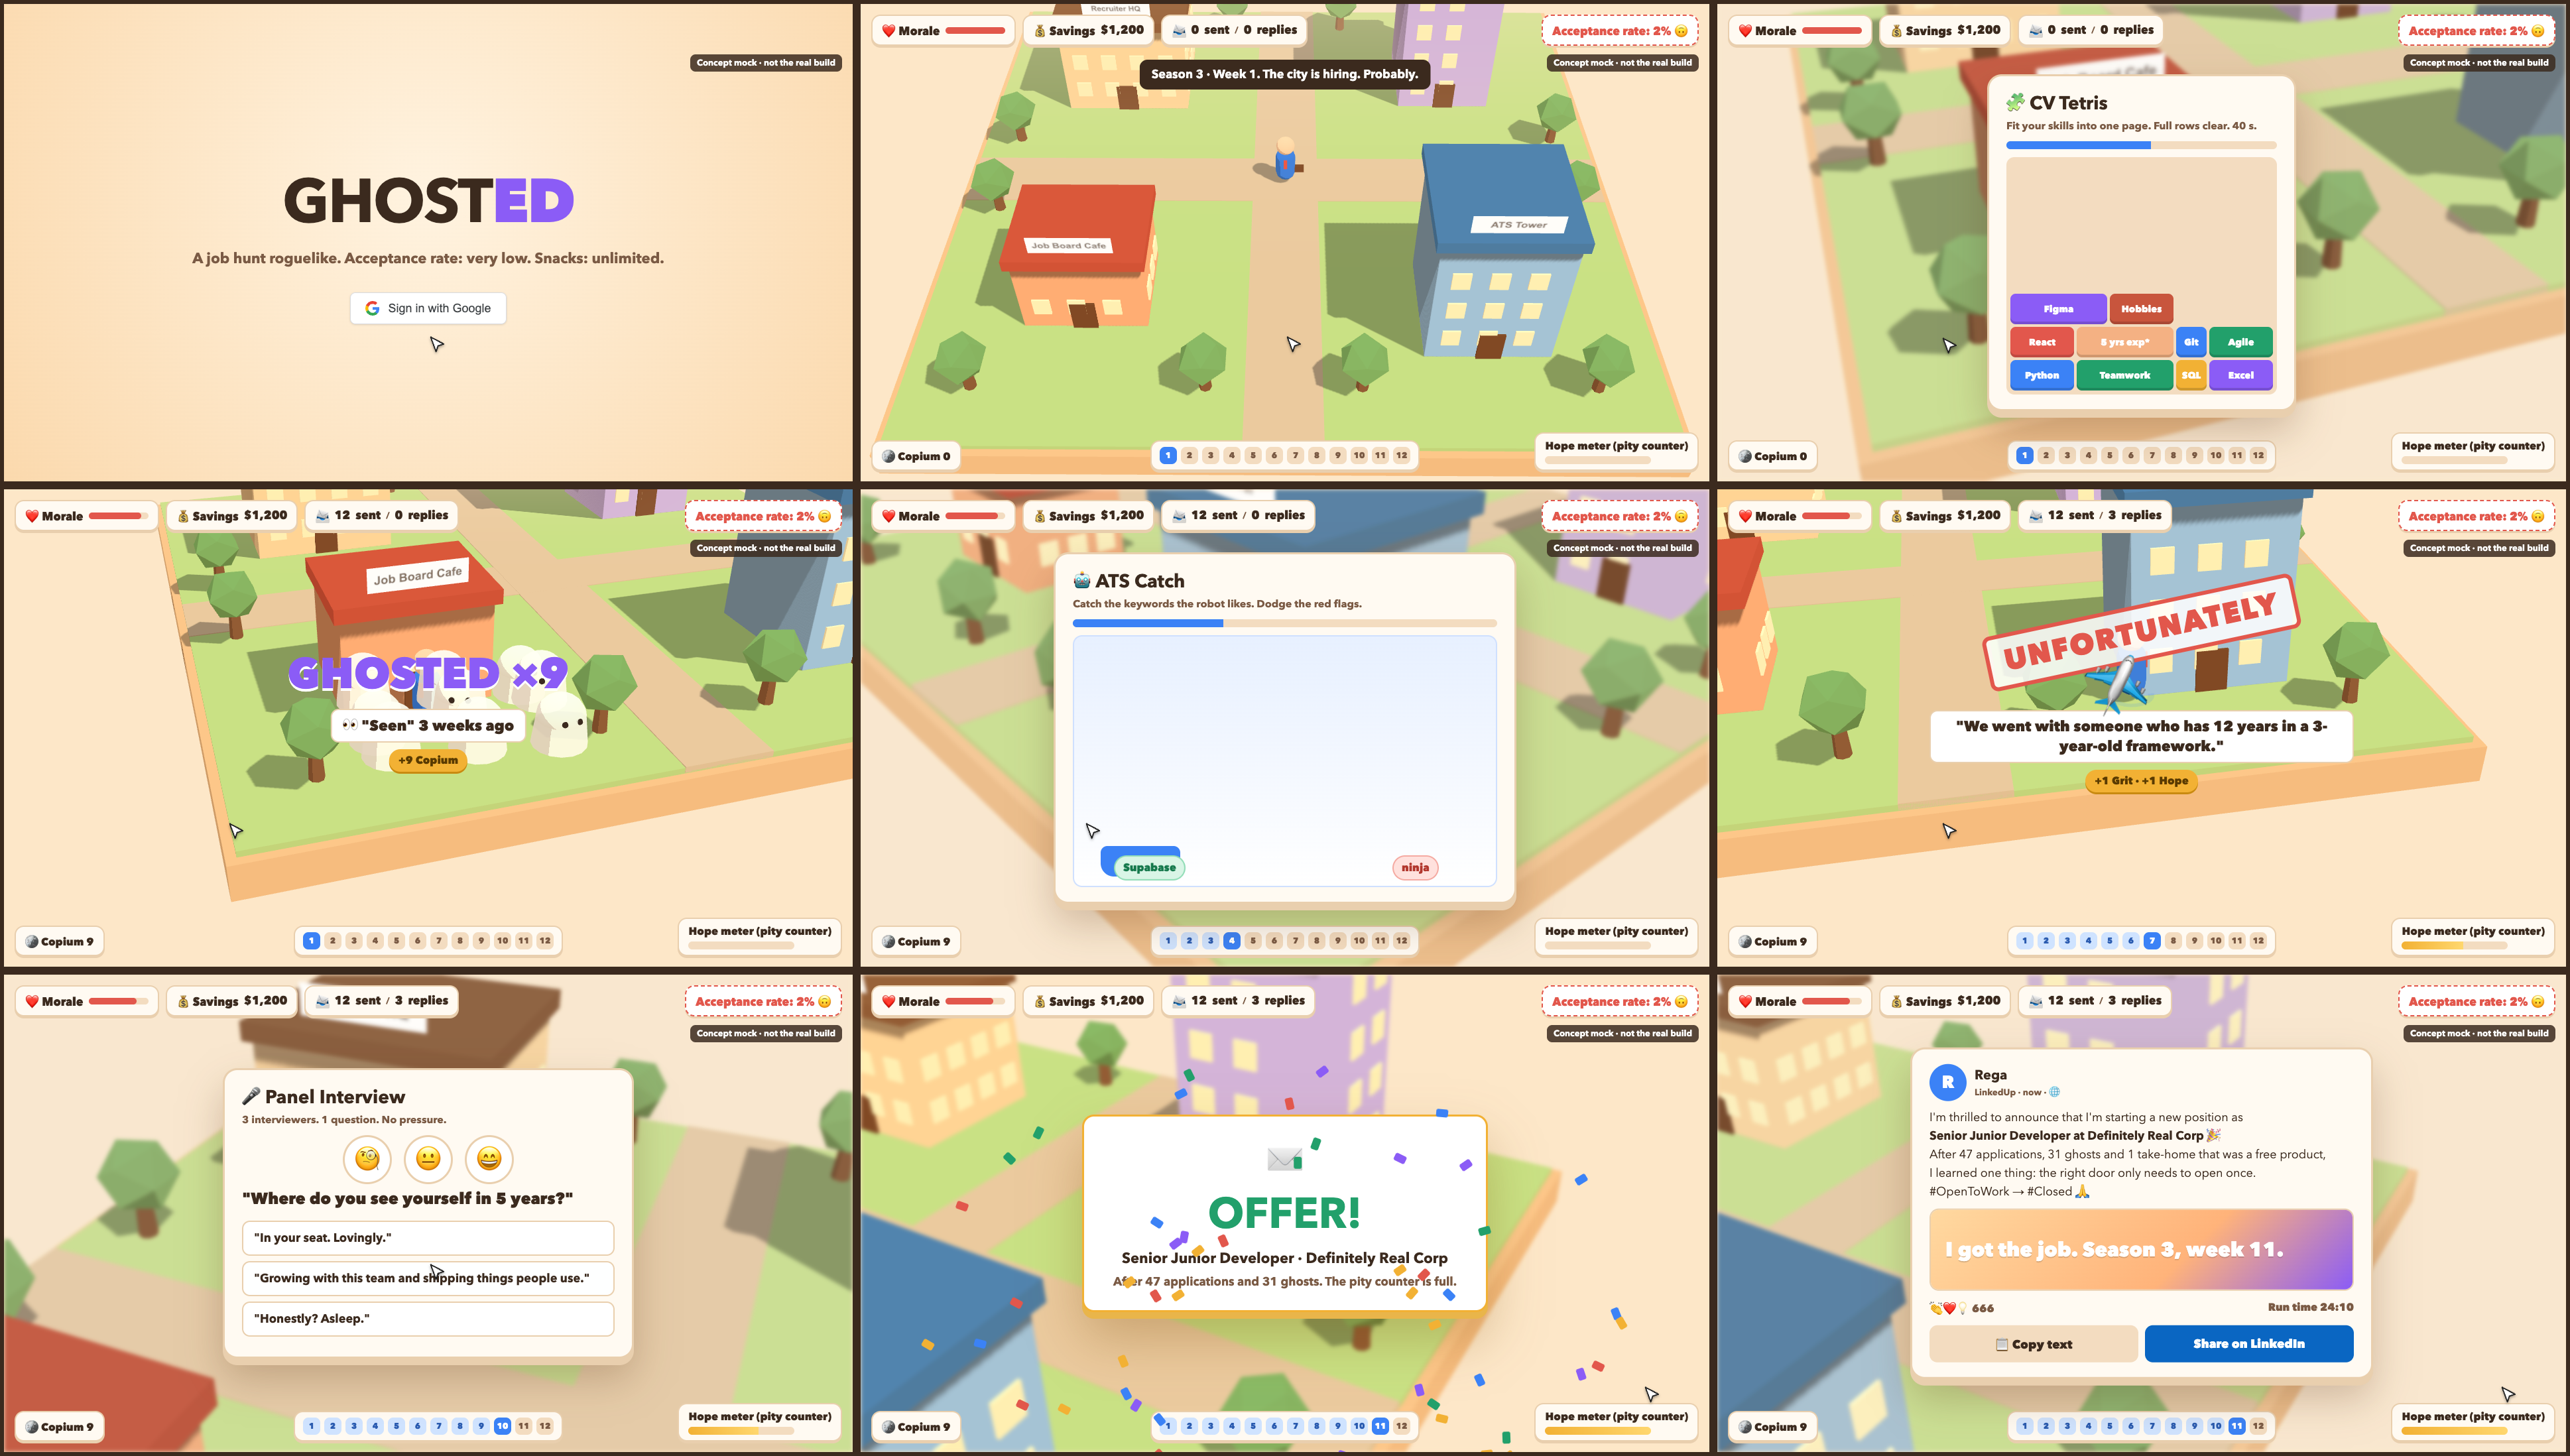 GHOSTED
A job hunt roguelike. Acceptance rate: very low. Snacks: unlimited.
Sign in with Google
Concept mock · not the real build
Morale
Savings $1,200
0 sent / 0 replies
Acceptance rate: 2%
Concept mock · not the real build
Recruiter HQ
Season 3 · Week 1. The city is hiring. Probably.
Job Board Cafe
ATS Tower
Copium 0
1 2 3 4 5 6 7 8 9 10 11 12
Hope meter (pity counter)
Morale
Savings $1,200
0 sent / 0 replies
Acceptance rate: 2%
Concept mock · not the real build
CV Tetris
Fit your skills into one page. Full rows clear. 40 s.
Figma Hobbies
React 5 yrs exp* Git Agile
Python Teamwork SQL Excel
Copium 0
1 2 3 4 5 6 7 8 9 10 11 12
Hope meter (pity counter)
Morale
Savings $1,200
12 sent / 0 replies
Acceptance rate: 2%
Concept mock · not the real build
Job Board Cafe
GHOSTED ×9
"Seen" 3 weeks ago
+9 Copium
Copium 9
1 2 3 4 5 6 7 8 9 10 11 12
Hope meter (pity counter)
Morale
Savings $1,200
12 sent / 0 replies
Acceptance rate: 2%
Concept mock · not the real build
ATS Catch
Catch the keywords the robot likes. Dodge the red flags.
Supabase
ninja
Copium 9
1 2 3 4 5 6 7 8 9 10 11 12
Hope meter (pity counter)
Morale
Savings $1,200
12 sent / 3 replies
Acceptance rate: 2%
Concept mock · not the real build
UNFORTUNATELY
"We went with someone who has 12 years in a 3-
year-old framework."
+1 Grit · +1 Hope
Copium 9
1 2 3 4 5 6 7 8 9 10 11 12
Hope meter (pity counter)
Morale
Savings $1,200
12 sent / 3 replies
Acceptance rate: 2%
Concept mock · not the real build
Panel Interview
3 interviewers. 1 question. No pressure.
"Where do you see yourself in 5 years?"
"In your seat. Lovingly."
"Growing with this team and shipping things people use."
"Honestly? Asleep."
Copium 9
1 2 3 4 5 6 7 8 9 10 11 12
Hope meter (pity counter)
Morale
Savings $1,200
12 sent / 3 replies
Acceptance rate: 2%
Concept mock · not the real build
OFFER!
Senior Junior Developer · Definitely Real Corp
After 47 applications and 31 ghosts. The pity counter is full.
Copium 9
1 2 3 4 5 6 7 8 9 10 11 12
Hope meter (pity counter)
Morale
Savings $1,200
12 sent / 3 replies
Acceptance rate: 2%
Concept mock · not the real build
R
Rega
LinkedUp · now ·
I'm thrilled to announce that I'm starting a new position as
Senior Junior Developer at Definitely Real Corp
After 47 applications, 31 ghosts and 1 take-home that was a free product,
I learned one thing: the right door only needs to open once.
#OpenToWork → #Closed
I got the job. Season 3, week 11.
666
Run time 24:10
Copy text
Share on LinkedIn
Copium 9
1 2 3 4 5 6 7 8 9 10 11 12
Hope meter (pity counter)